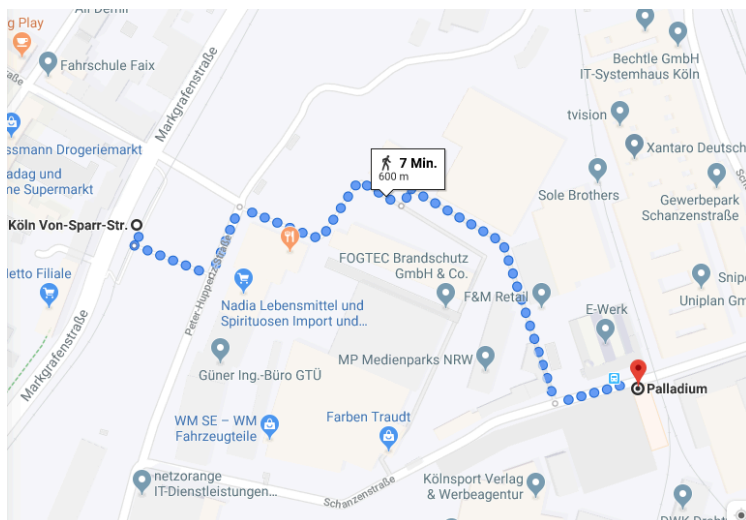 g Play
Fahrschule Faix
Markgrafenstraße
ssmann Drogeriemarkt
adag und
ne Supermarkt
Köln Von-Sparr-Str.
letto Filiale
Markgrafenstraße
Peter-Huppertz-Straße
7 Min.
600 m
Bechtle GmbH
IT-Systemhaus Köln
tvision
Xantaro Deutsch
Sole Brothers
Gewerbepark
Schanzenstraße
FOGTEC Brandschutz
GmbH & Co.
F&M Retail
Snip
Uniplan Gm
Nadia Lebensmittel und
Spirituosen Import und...
E-Werk
MP Medienparks NRW
Güner Ing.-Büro GTÜ
Palladium
WM SE – WM
Fahrzeugteile
Farben Traudt
netzorange
IT-Dienstleistungen...
Schanzenstraße
Kölnsport Verlag
& Werbeagentur